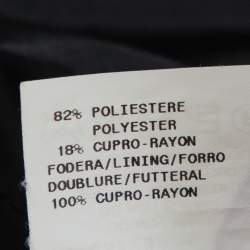 82% POLIESTERE
POLYESTER
18% CUPRO-RAYON
FODERA/LINING/FORRO
DOUBLURE/FUTTERAL
100% CUPRO-RAYON